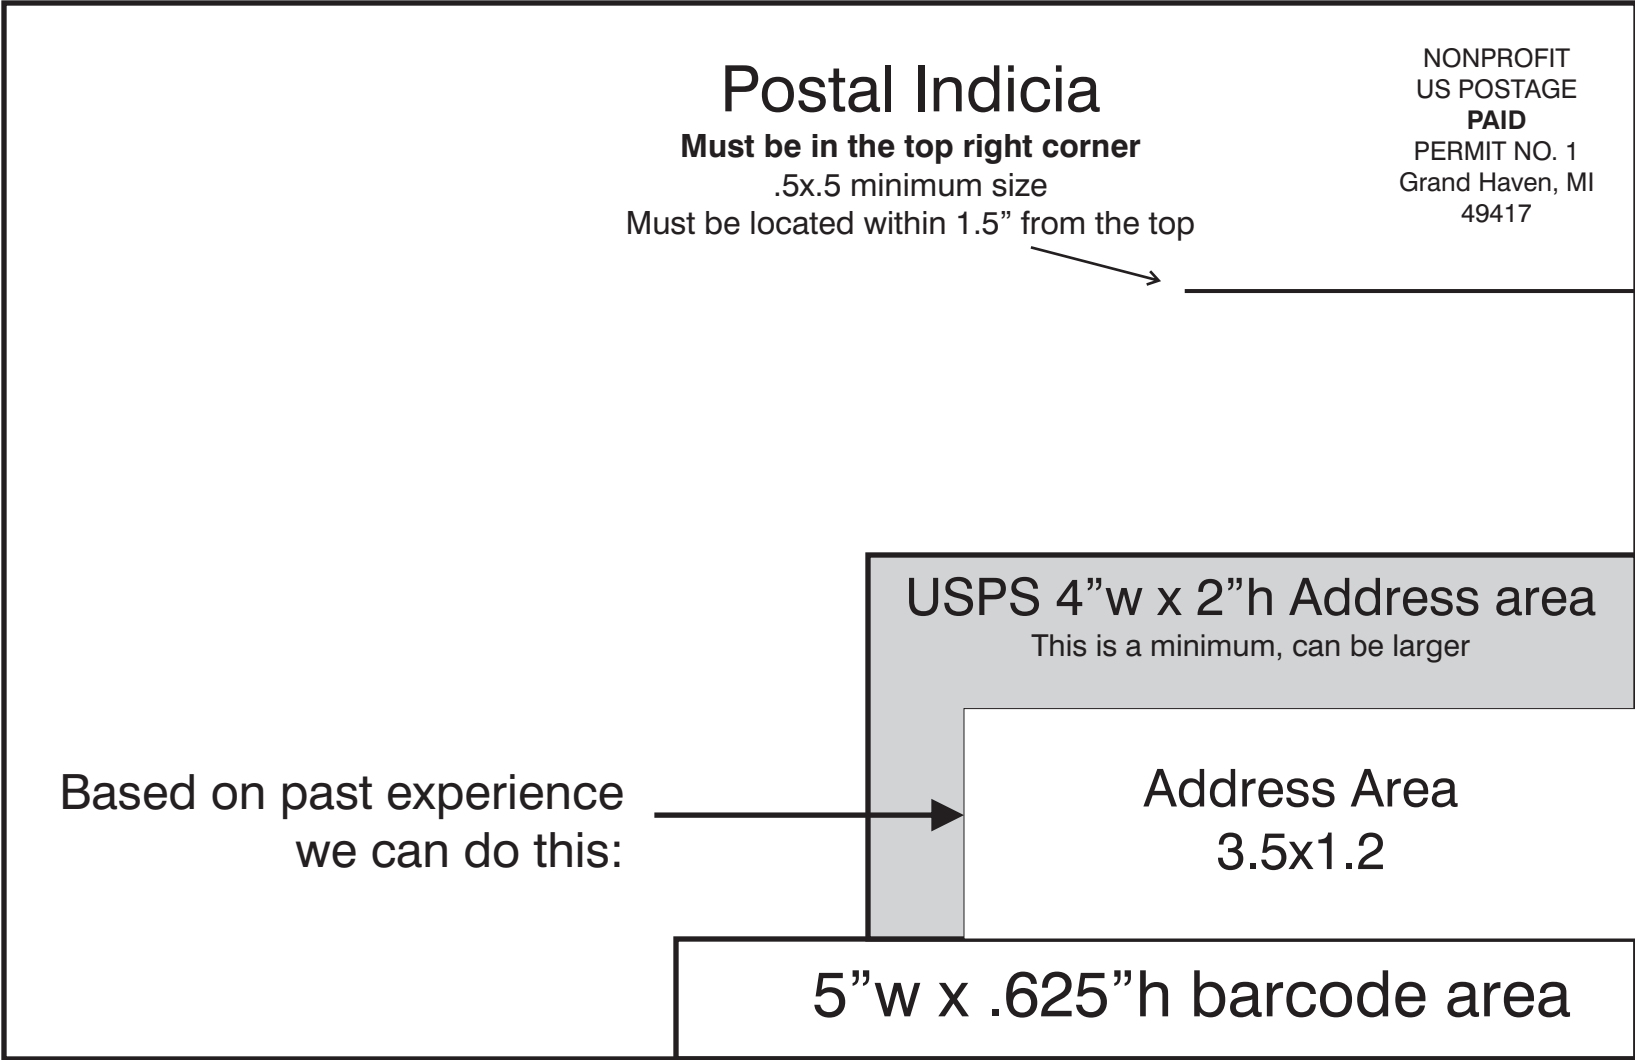 Postal Indicia
Must be in the top right corner
.5x.5 minimum size
Must be located within 1.5” from the top
NONPROFIT
US POSTAGE
PAID
PERMIT NO. 1
Grand Haven, MI
49417
USPS 4”w x 2”h Address area
This is a minimum, can be larger
Based on past experience
we can do this:
Address Area
3.5x1.2
5”w x .625”h barcode area